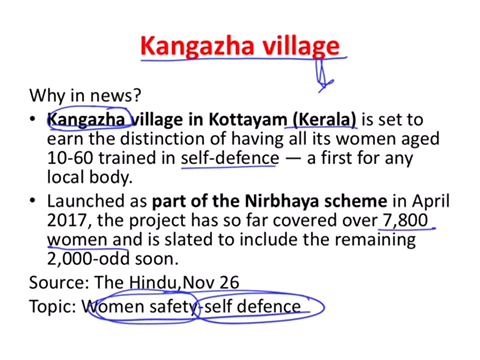 Kangazha village
Why in news?
• Kangazha village in Kottayam (Kerala) is set to
earn the distinction of having all its women aged
10-60 trained in self-defence — a first for any
local body.
• Launched as part of the Nirbhaya scheme in April
2017, the project has so far covered over 7,800
women and is slated to include the remaining
2,000-odd soon.
Source: The Hindu,Nov 26
Topic: Women safety-self defence